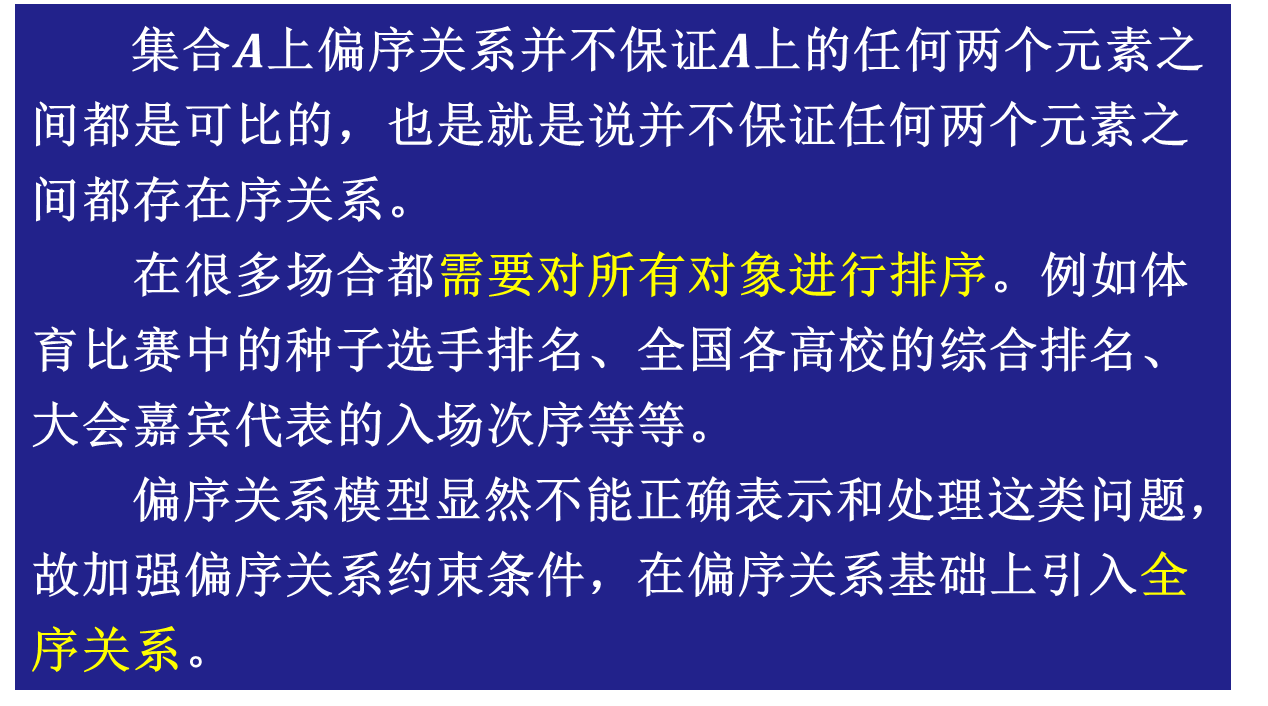 集合A上偏序关系并不保证A上的任何两个元素之
间都是可比的，也是就是说并不保证任何两个元素之
间都存在序关系。
在很多场合都需要对所有对象进行排序。例如体
育比赛中的种子选手排名、全国各高校的综合排名、
大会嘉宾代表的入场次序等等。
偏序关系模型显然不能正确表示和处理这类问题，
故加强偏序关系约束条件，在偏序关系基础上引入全
序关系。